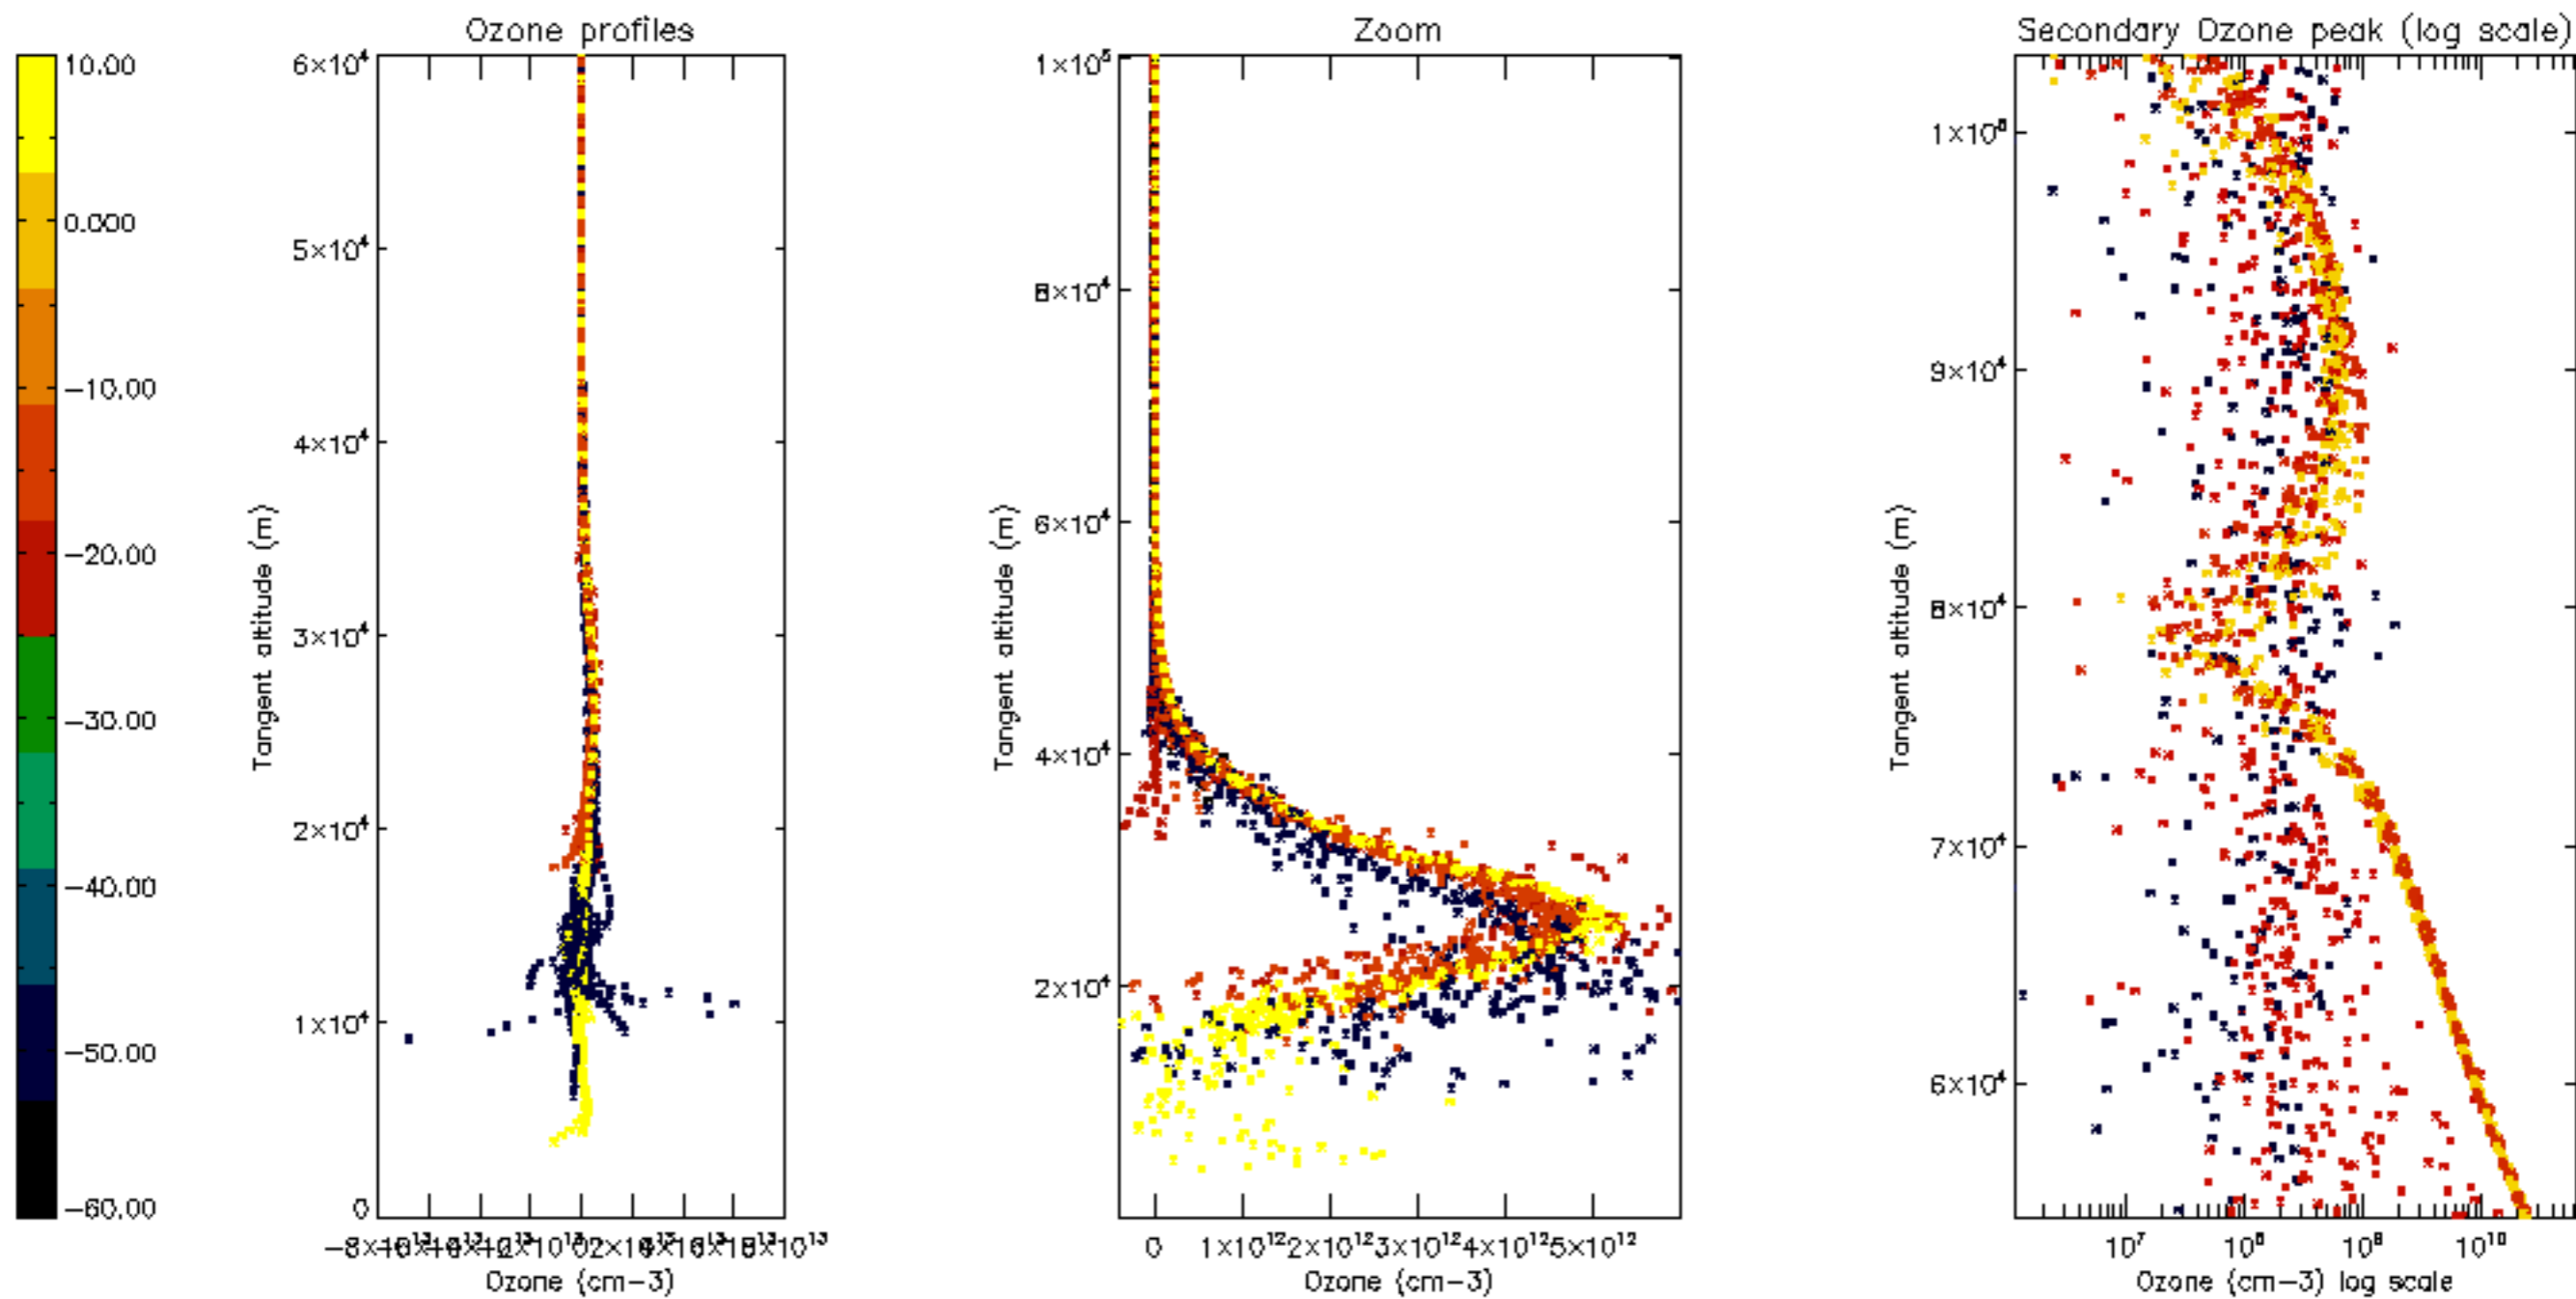 Ozone profiles
Zoom
Secondary Ozone peak (log scale)
10.00
0.000
−10.00
−20.00
−30.00
−40.00
−50.00
−60.00
Tangent altitude (m)
6×10⁴
5×10⁴
4×10⁴
3×10⁴
2×10⁴
1×10⁴
0
Ozone (cm−3)
Tangent altitude (m)
1×10⁵
8×10⁴
6×10⁴
4×10⁴
2×10⁴
0 1×10¹² 2×10¹² 3×10¹² 4×10¹² 5×10¹²
Ozone (cm−3)
Tangent altitude (m)
9×10⁴
8×10⁴
7×10⁴
6×10⁴
10⁷ 10⁸ 10⁹ 10¹⁰
Ozone (cm−3) log scale